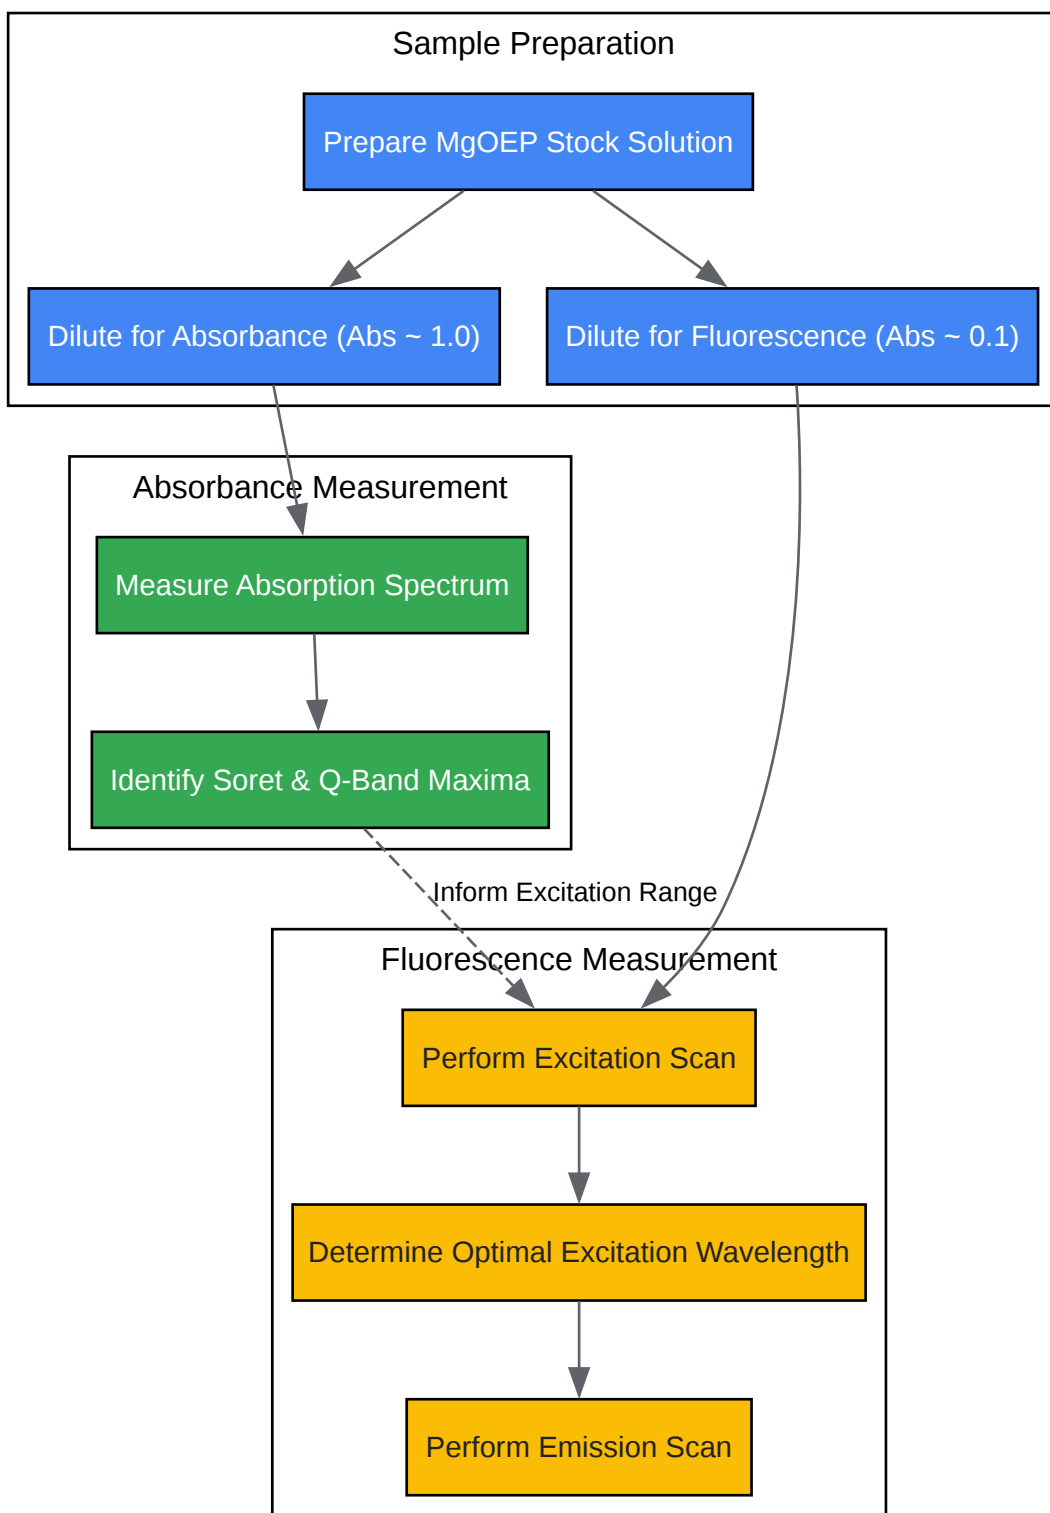 Sample Preparation
Prepare MgOEP Stock Solution
Dilute for Absorbance (Abs ~ 1.0)
Dilute for Fluorescence (Abs ~ 0.1)
Absorbance Measurement
Measure Absorption Spectrum
Identify Soret & Q-Band Maxima
Inform Excitation Range
Fluorescence Measurement
Perform Excitation Scan
Determine Optimal Excitation Wavelength
Perform Emission Scan